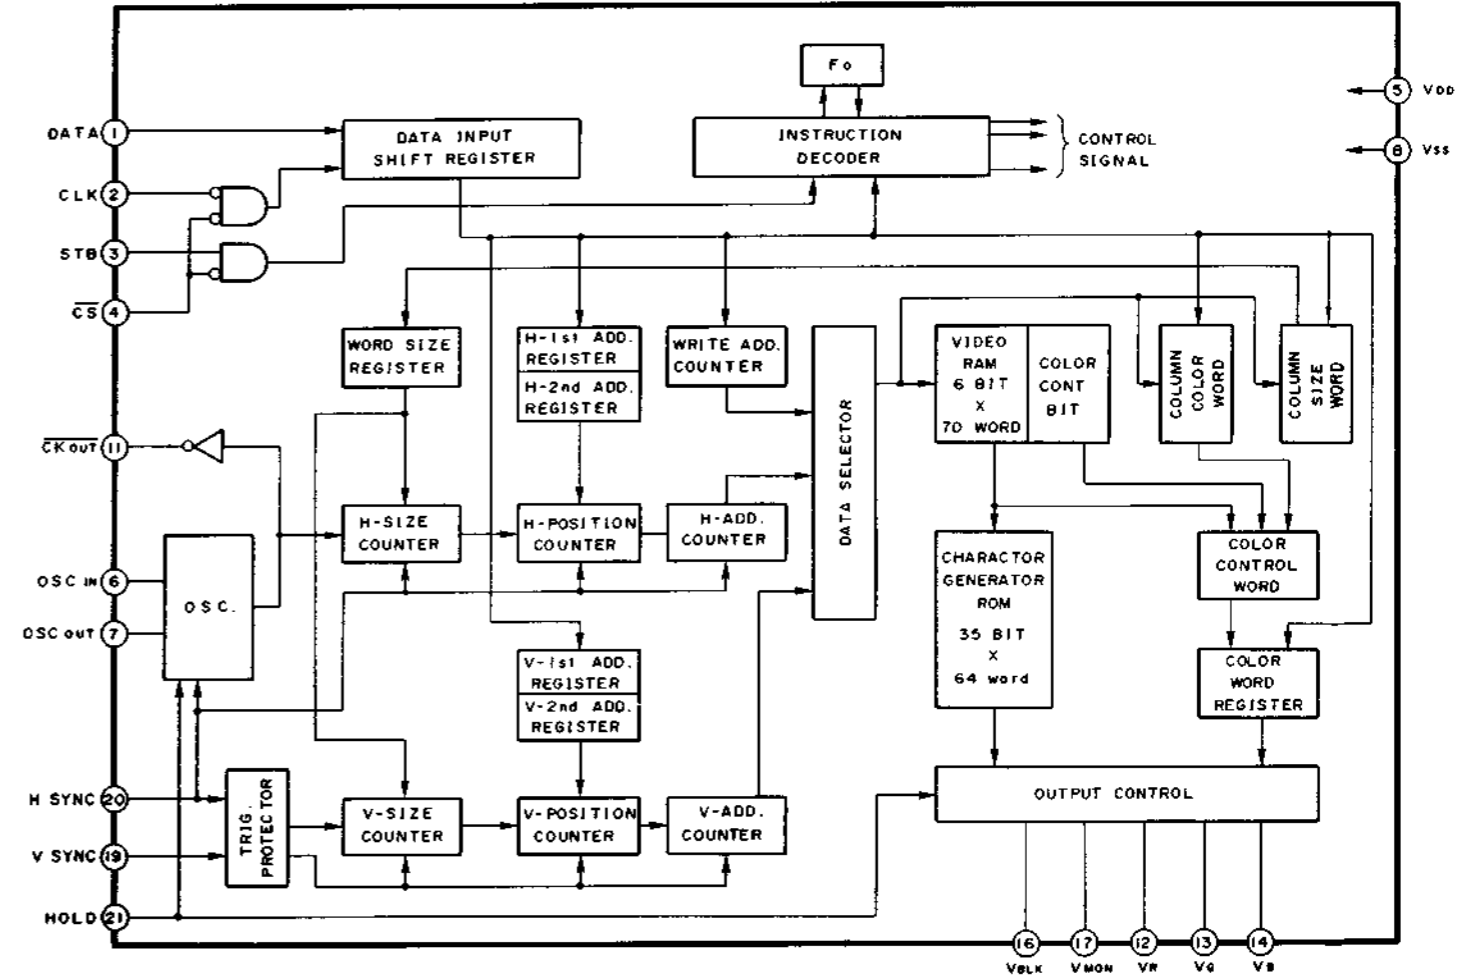 Fo
5 VDD
DATA 1
DATA INPUT
SHIFT REGISTER
INSTRUCTION
DECODER
CONTROL
SIGNAL
8 VSS
CLK 2
STB 3
CS 4
WORD SIZE
REGISTER
H-1st ADD.
REGISTER
H-2nd ADD.
REGISTER
WRITE ADD.
COUNTER
DATA SELECTOR
VIDEO
RAM
6 BIT
X
70 WORD
COLOR
CONT
BIT
COLUMN
COLOR
WORD
COLUMN
SIZE
WORD
CKOUT 11
H-SIZE
COUNTER
H-POSITION
COUNTER
H-ADD.
COUNTER
CHARACTOR
GENERATOR
ROM
35 BIT
X
64 word
COLOR
CONTROL
WORD
OSC IN 6
OSC.
OSC OUT 7
V-1st ADD.
REGISTER
V-2nd ADD.
REGISTER
COLOR
WORD
REGISTER
H SYNC 20
TRIG.
PROTECTOR
V-SIZE
COUNTER
V-POSITION
COUNTER
V-ADD.
COUNTER
OUTPUT CONTROL
V SYNC 19
HOLD 21
16 17 12 13 14
VBLK VMON VR VG VB